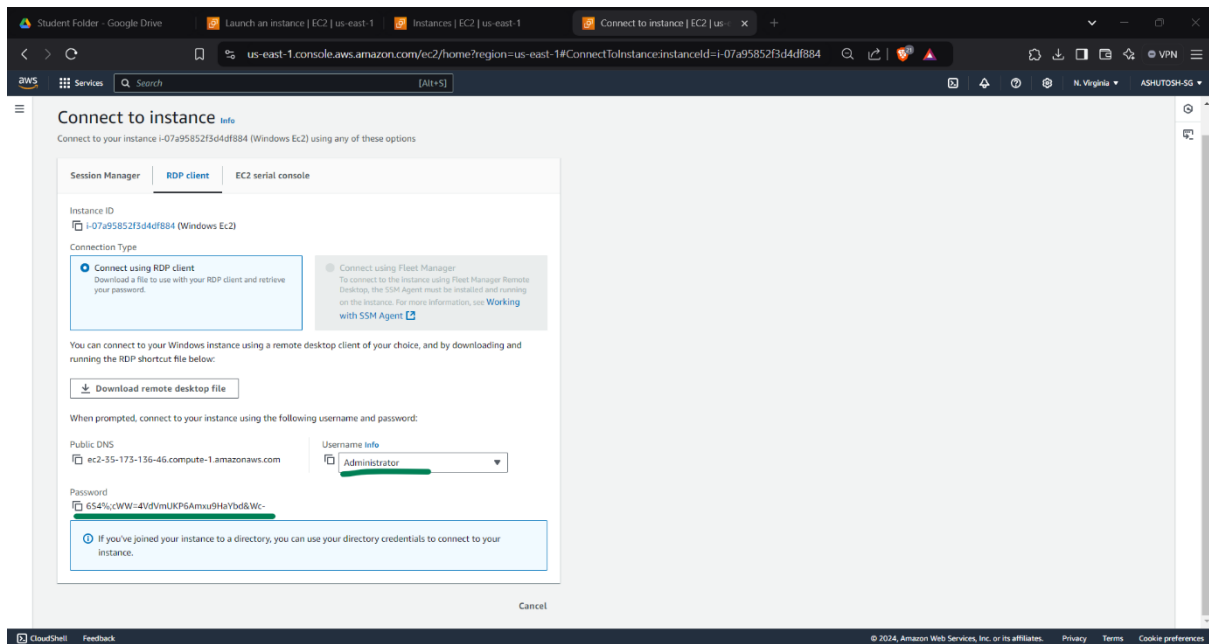 Student Folder - Google Drive
Launch an instance | EC2 | us-east-1
Instances | EC2 | us-east-1
Connect to instance | EC2 | us-e
us-east-1.console.aws.amazon.com/ec2/home?region=us-east-1#ConnectToInstance:instanceId=i-07a95852f3d4df884
VPN
aws
Services
Search
[Alt+S]
N. Virginia
ASHUTOSH-SG
Connect to instance Info
Connect to your instance i-07a95852f3d4df884 (Windows Ec2) using any of these options
Session Manager
RDP client
EC2 serial console
Instance ID
i-07a95852f3d4df884 (Windows Ec2)
Connection Type
Connect using RDP client
Download a file to use with your RDP client and retrieve
your password.
Connect using Fleet Manager
To connect to the instance using Fleet Manager Remote
Desktop, the SSM Agent must be installed and running
on the instance. For more information, see Working
with SSM Agent
You can connect to your Windows instance using a remote desktop client of your choice, and by downloading and
running the RDP shortcut file below:
Download remote desktop file
When prompted, connect to your instance using the following username and password:
Public DNS
ec2-35-173-136-46.compute-1.amazonaws.com
Username Info
Administrator
Password
654%;cWW=4VdVmUKP6Amxu9HaYbd&Wc-
If you've joined your instance to a directory, you can use your directory credentials to connect to your
instance.
Cancel
CloudShell
Feedback
© 2024, Amazon Web Services, Inc. or its affiliates.
Privacy
Terms
Cookie preferences